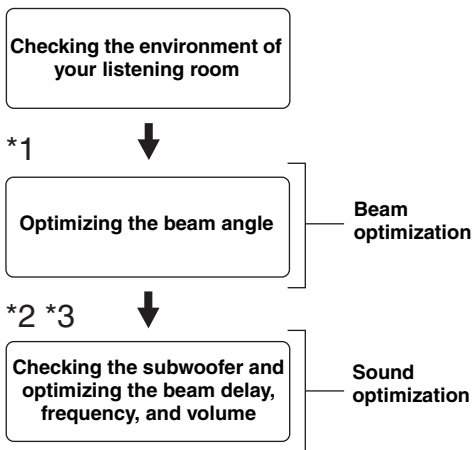 Checking the environment of
your listening room
*1
Optimizing the beam angle
Beam
optimization
*2 *3
Checking the subwoofer and
optimizing the beam delay,
frequency, and volume
Sound
optimization